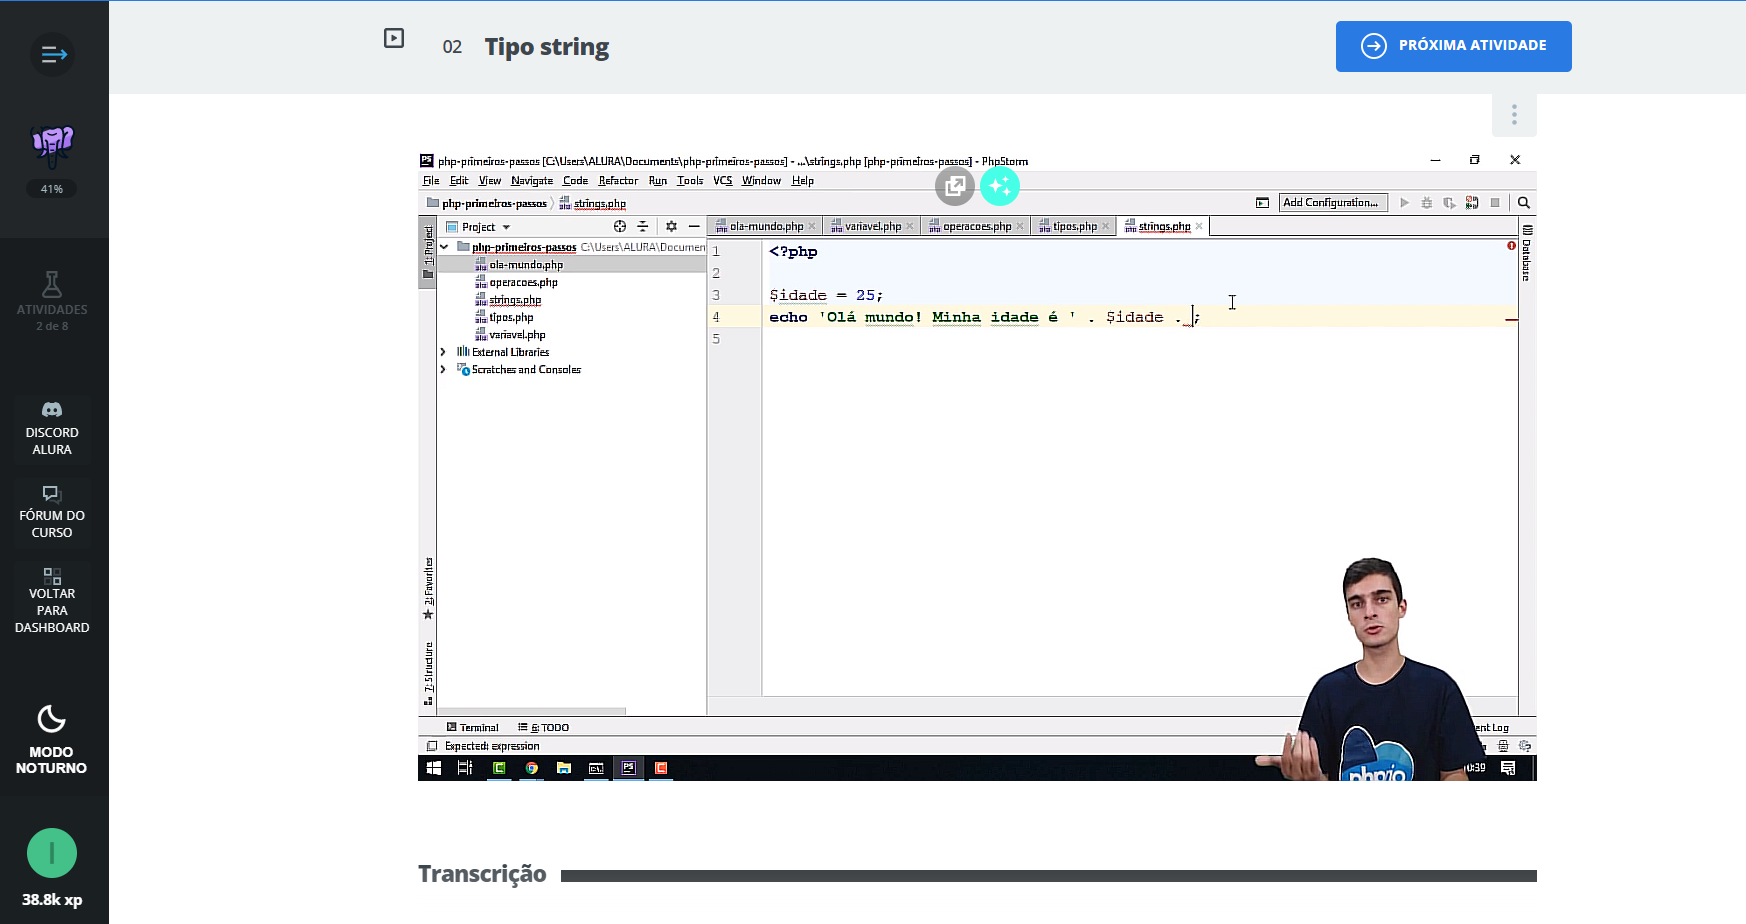 02 Tipo string
PRÓXIMA ATIVIDADE
41%
ATIVIDADES
2 de 8
DISCORD
ALURA
FÓRUM DO
CURSO
VOLTAR
PARA
DASHBOARD
MODO
NOTURNO
I
38.8k xp
PS php-primeiros-passos [C:\Users\ALURA\Documents\php-primeiros-passos] - ...\strings.php [php-primeiros-passos] - PhpStorm
File Edit View Navigate Code Refactor Run Tools VCS Window Help
php-primeiros-passos strings.php Add Configuration...
1: Project
Project
ola-mundo.php variavel.php operacoes.php tipos.php strings.php
Database
php-primeiros-passos C:\Users\ALURA\Documen
ola-mundo.php
operacoes.php
strings.php
tipos.php
variavel.php
External Libraries
Scratches and Consoles
1 <?php
2
3 $idade = 25;
4 echo 'Olá mundo! Minha idade é ' . $idade . ;
5
2: Favorites
7: Structure
Terminal 6: TODO
ent Log
Expected: expression
PS
0:39
php.io
Transcrição